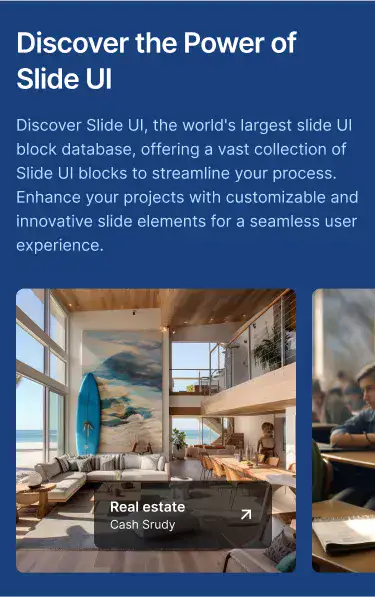 Discover the Power of
Slide UI
Discover Slide UI, the world's largest slide UI
block database, offering a vast collection of
Slide UI blocks to streamline your process.
Enhance your projects with customizable and
innovative slide elements for a seamless user
experience.
Real estate
Cash Srudy